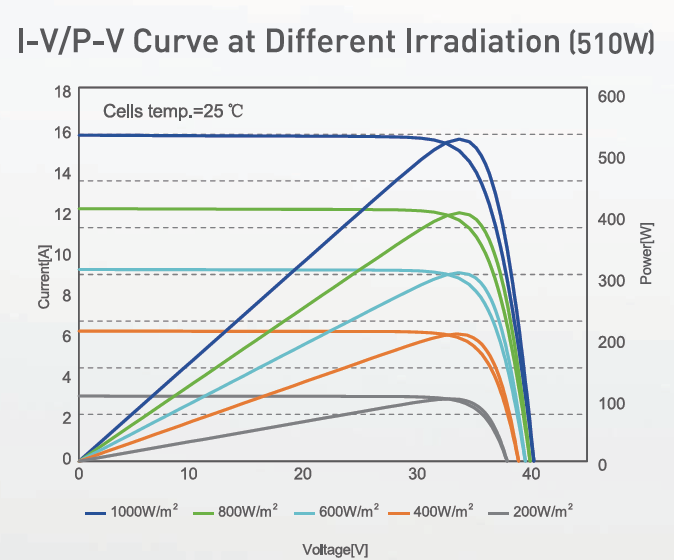 I-V/P-V Curve at Different Irradiation (510W)
Cells temp.=25 ℃
Current[A]
18
16
14
12
10
8
6
4
2
0
600
500
400
300
200
100
0
Power[W]
0 10 20 30 40
1000W/m² 800W/m² 600W/m² 400W/m² 200W/m²
Voltage[V]